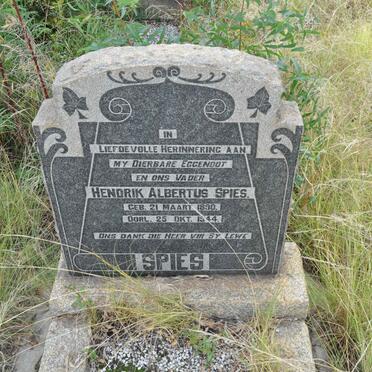 IN
LIEFDEVOLLE HERINNERING AAN
MY DIERBARE EGGENOOT
EN ONS VADER
HENDRIK ALBERTUS SPIES.
GEB. 21 MAART 1890.
OORL. 25 OKT. 1944.
ONS DANK DIE HEER VIR SY LEWE
SPIES